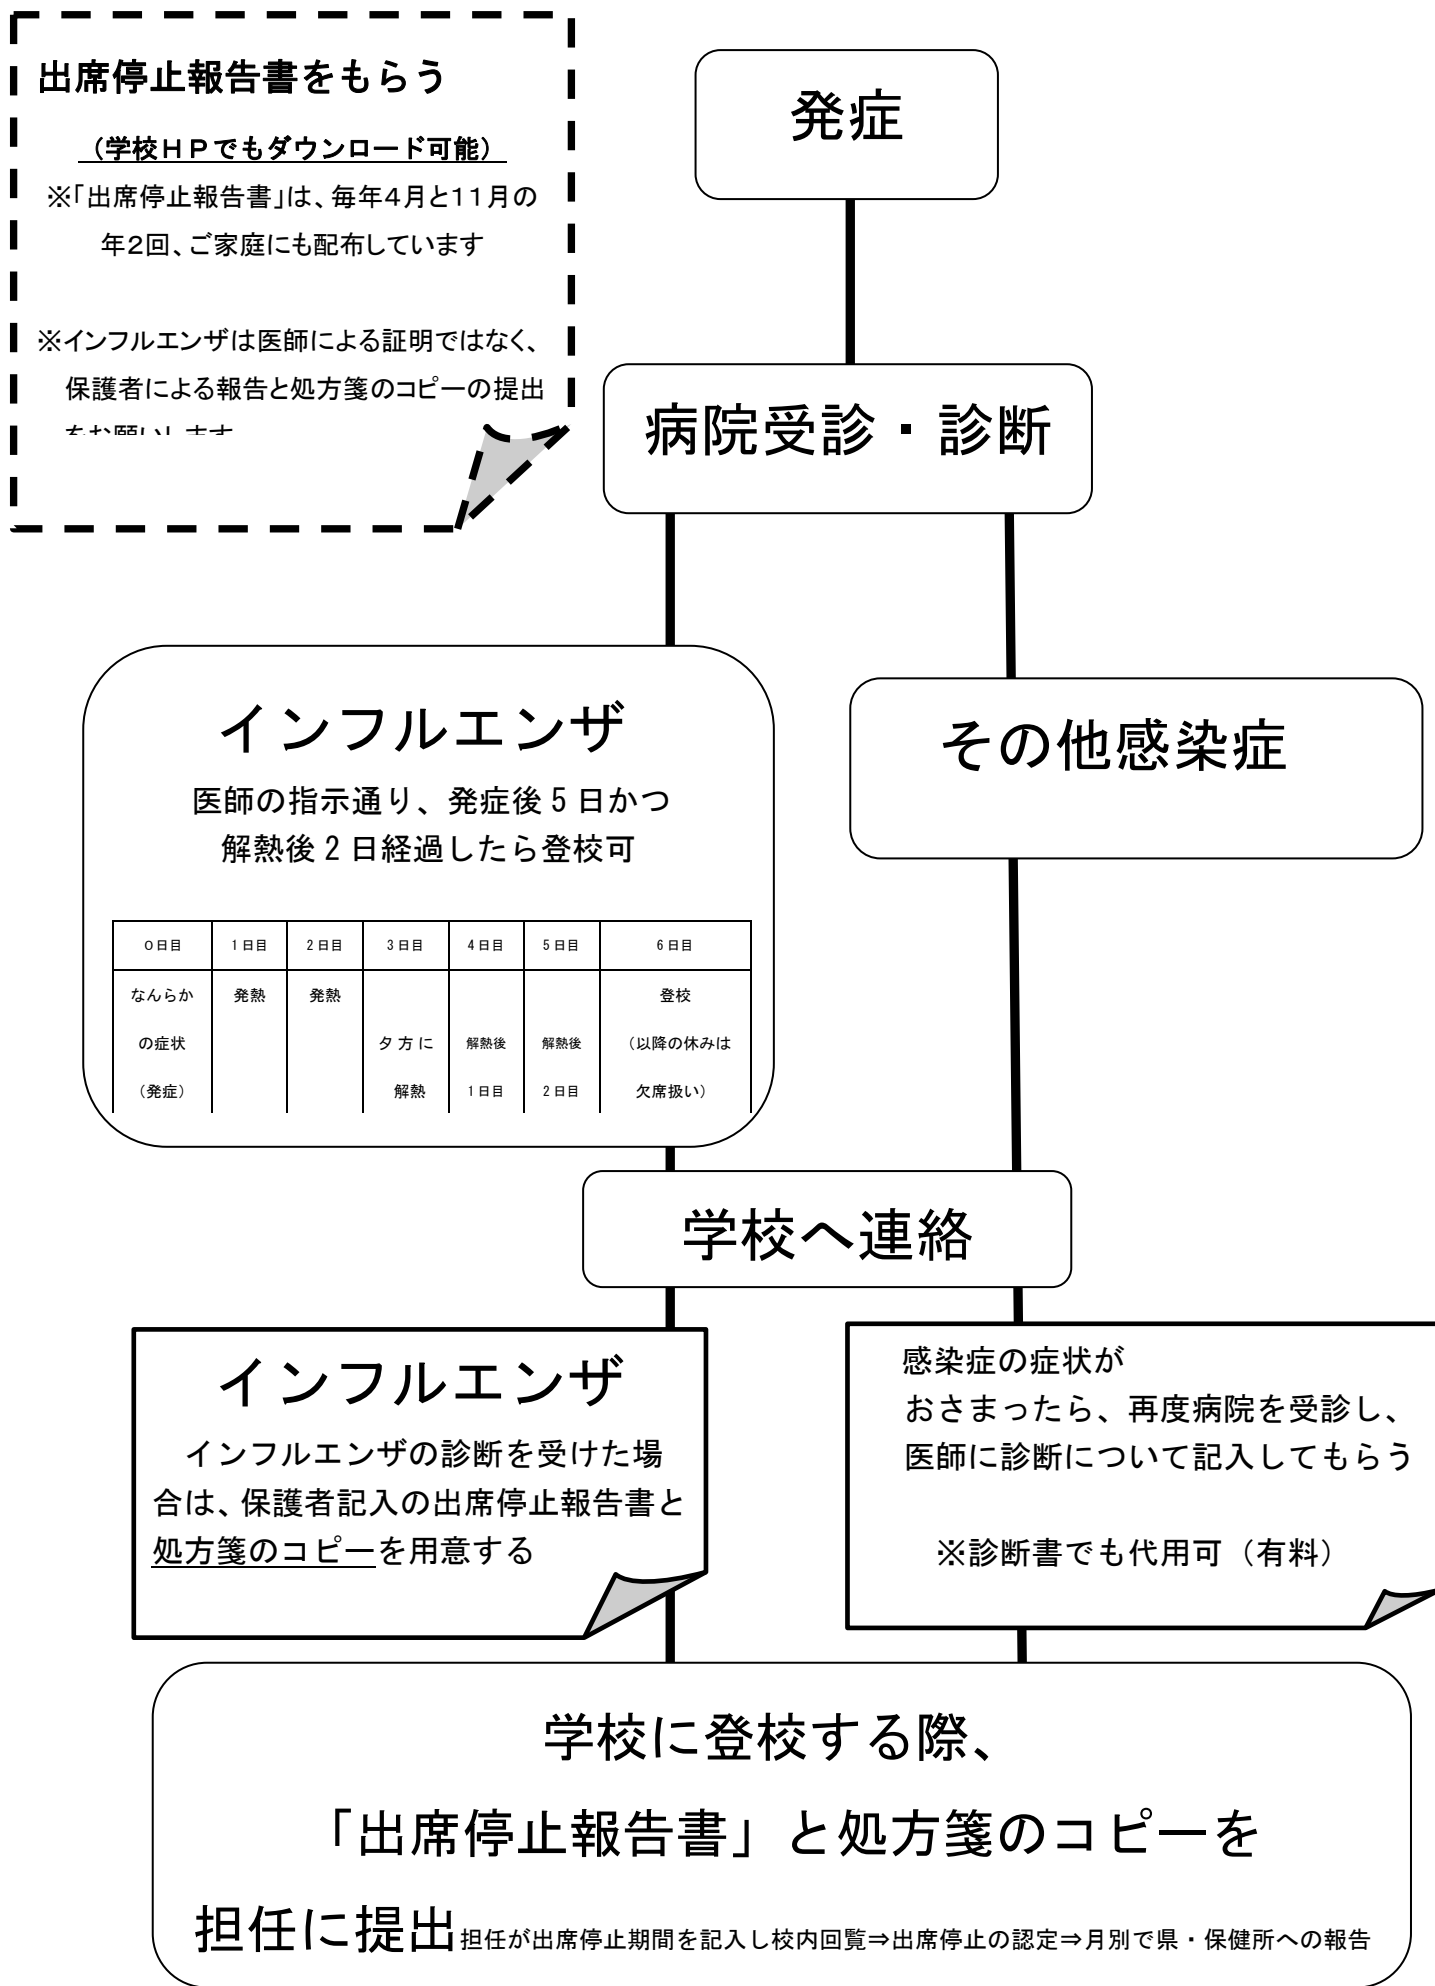 出席停止報告書をもらう
（学校ＨＰでもダウンロード可能）
※「出席停止報告書」は、毎年４月と１１月の
年２回、ご家庭にも配布しています
※インフルエンザは医師による証明ではなく、
保護者による報告と処方箋のコピーの提出
をお願いします
発症
病院受診・診断
インフルエンザ
医師の指示通り、発症後５日かつ
解熱後２日経過したら登校可
０日目 １日目 ２日目 ３日目 ４日目 ５日目 ６日目
なんらか 発熱 発熱 登校
の症状 夕方に 解熱後 解熱後 （以降の休みは
（発症） 解熱 １日目 ２日目 欠席扱い）
その他感染症
学校へ連絡
インフルエンザ
インフルエンザの診断を受けた場
合は、保護者記入の出席停止報告書と
処方箋のコピーを用意する
感染症の症状が
おさまったら、再度病院を受診し、
医師に診断について記入してもらう
※診断書でも代用可（有料）
学校に登校する際、
「出席停止報告書」と処方箋のコピーを
担任に提出担任が出席停止期間を記入し校内回覧⇒出席停止の認定⇒月別で県・保健所への報告